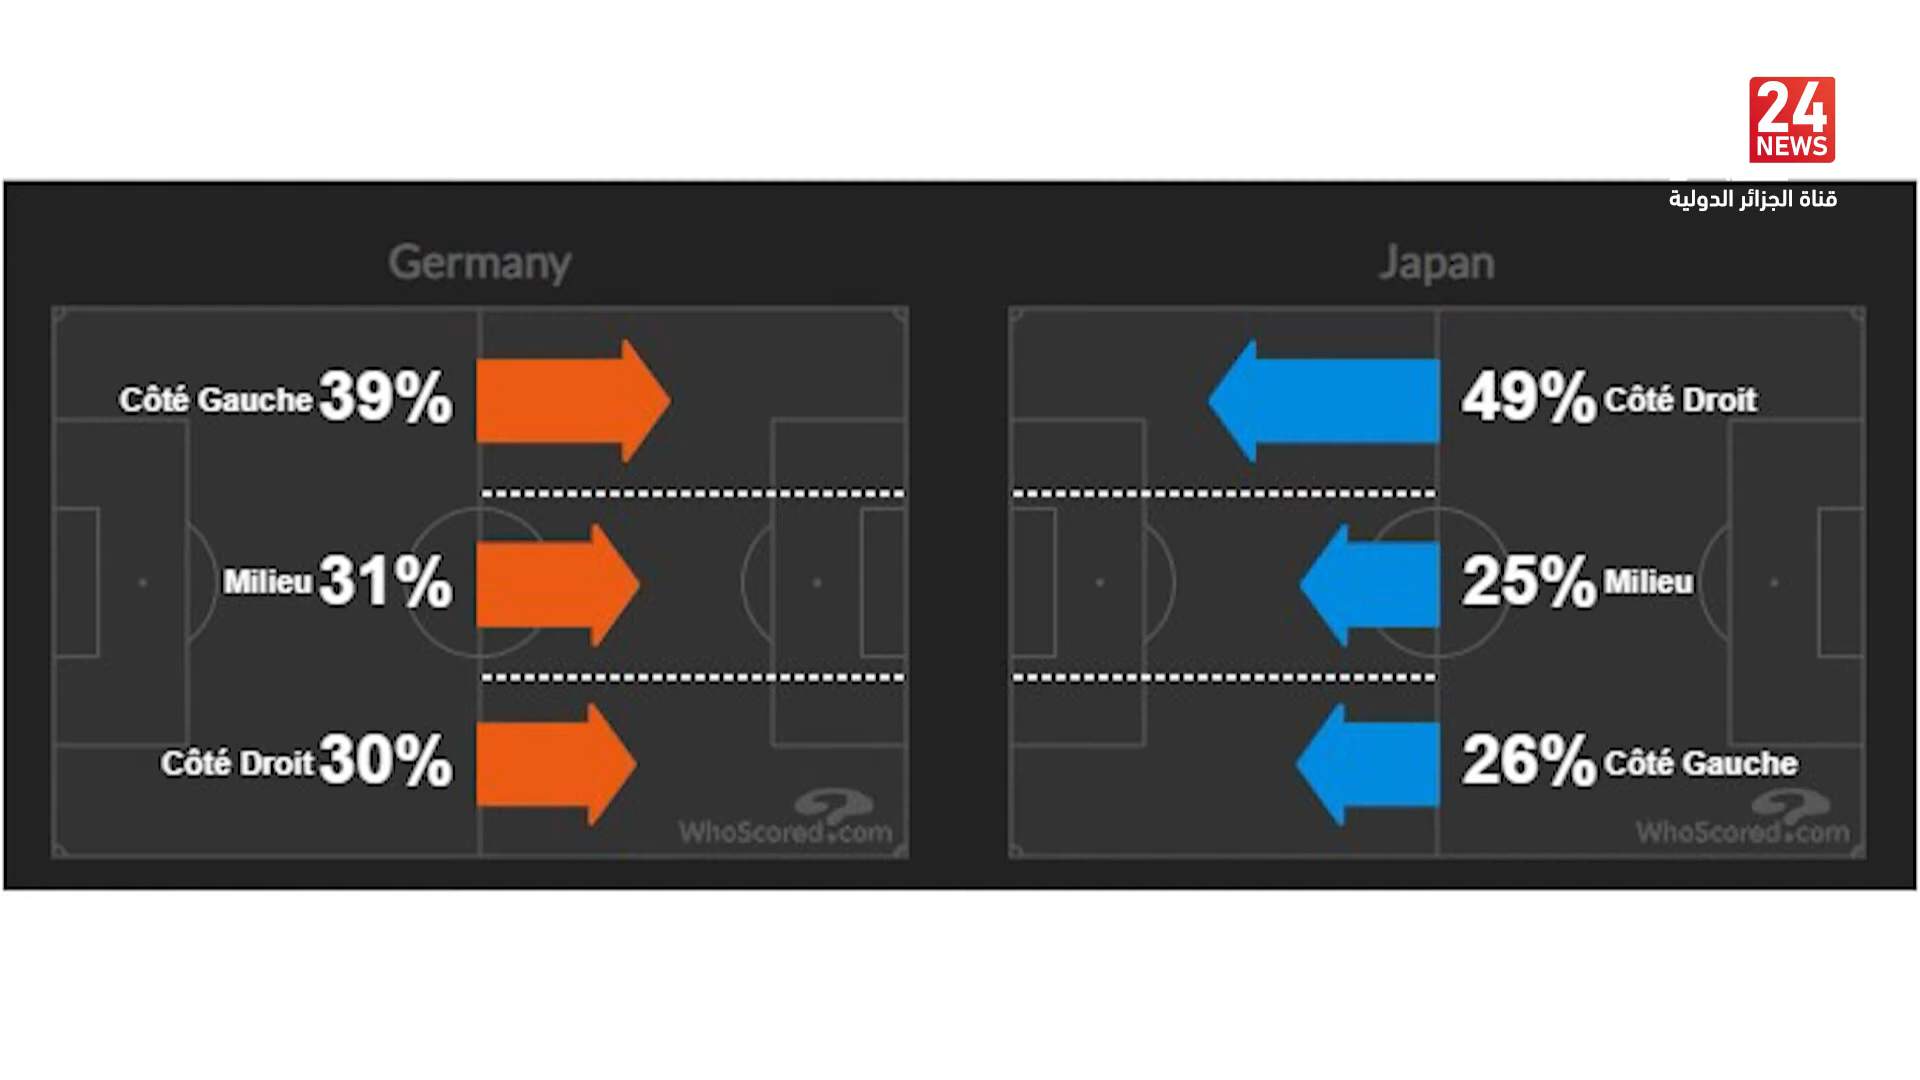 24
NEWS
قناة الجزائر الدولية
Germany
Côté Gauche 39%
Milieu 31%
Côté Droit 30%
WhoScored.com
Japan
49% Côté Droit
25% Milieu
26% Côté Gauche
WhoScored.com